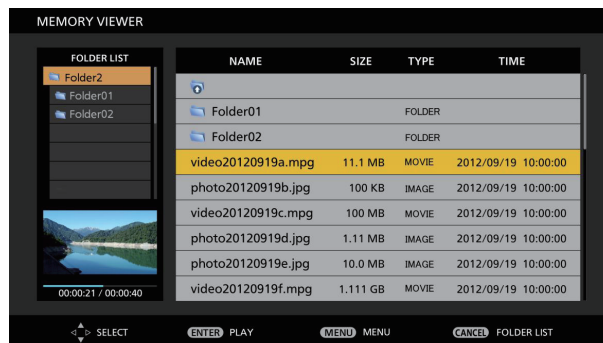 MEMORY VIEWER
FOLDER LIST
Folder2
Folder01
Folder02
00:00:21 / 00:00:40
NAME SIZE TYPE TIME
Folder01 FOLDER
Folder02 FOLDER
video20120919a.mpg 11.1 MB MOVIE 2012/09/19 10:00:00
photo20120919b.jpg 100 KB IMAGE 2012/09/19 10:00:00
video20120919c.mpg 100 MB MOVIE 2012/09/19 10:00:00
photo20120919d.jpg 1.11 MB IMAGE 2012/09/19 10:00:00
photo20120919e.jpg 10.0 MB IMAGE 2012/09/19 10:00:00
video20120919f.mpg 1.111 GB MOVIE 2012/09/19 10:00:00
SELECT ENTER PLAY MENU MENU CANCEL FOLDER LIST